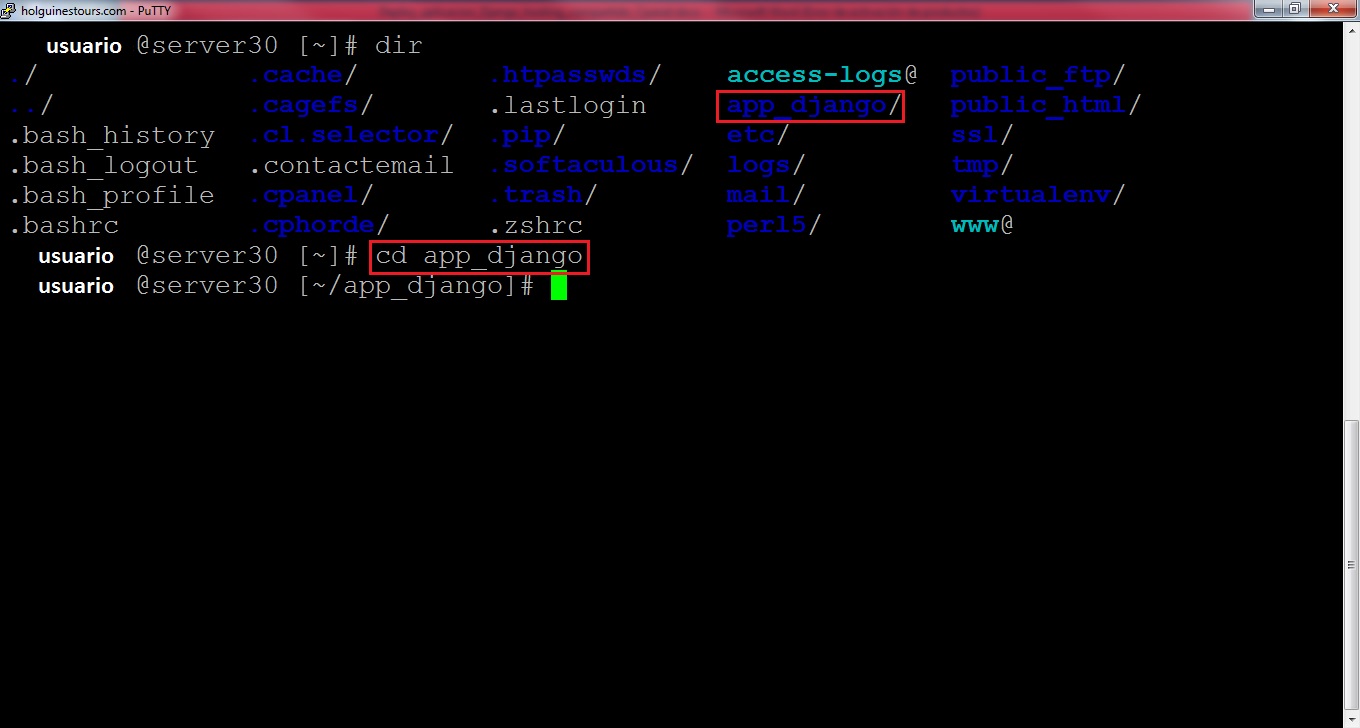 holguinestours.com - PuTTY
usuario @server30 [~]# dir
./ .cache/ .htpasswds/ access-logs@ public_ftp/
../ .cagefs/ .lastlogin app_django/ public_html/
.bash_history .cl.selector/ .pip/ etc/ ssl/
.bash_logout .contactemail .softaculous/ logs/ tmp/
.bash_profile .cpanel/ .trash/ mail/ virtualenv/
.bashrc .cphorde/ .zshrc perl5/ www@
usuario @server30 [~]# cd app_django
usuario @server30 [~/app_django]#